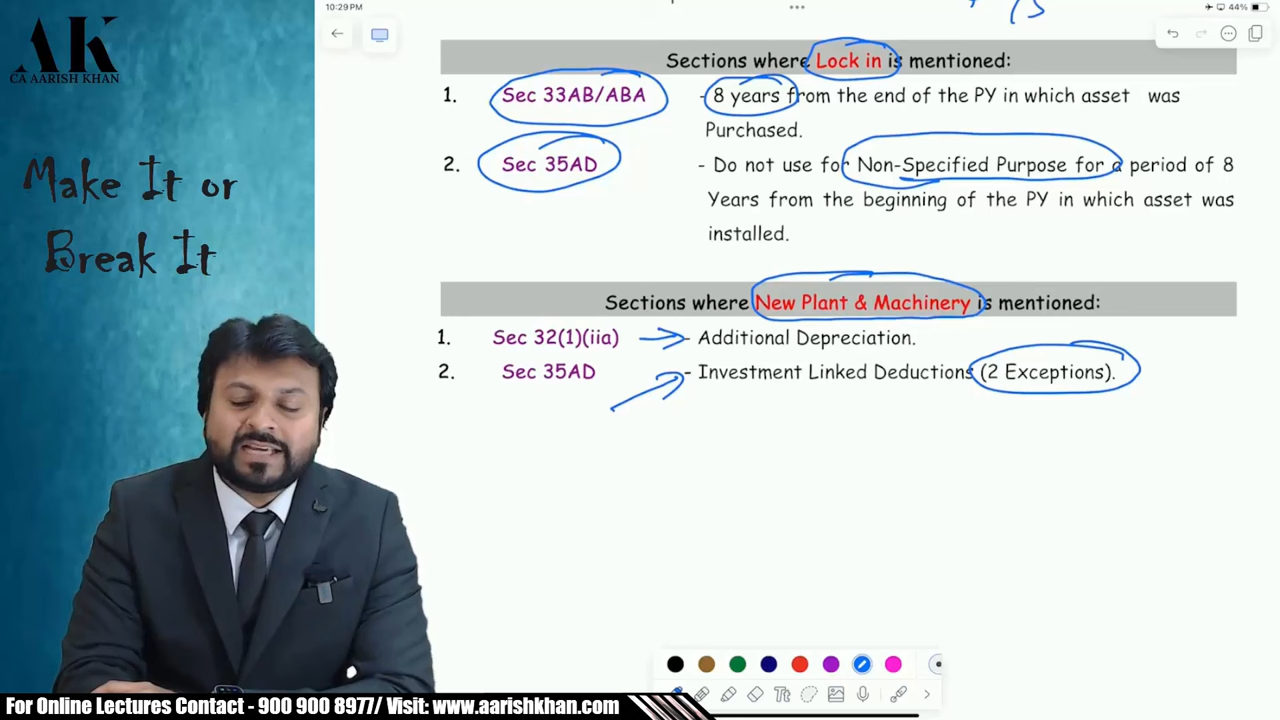 10:29 PM
44%
AK
CA AARISH KHAN
Make It or
Break It
Sections where Lock in is mentioned:
1. Sec 33AB/ABA - 8 years from the end of the PY in which asset was
Purchased.
2. Sec 35AD - Do not use for Non-Specified Purpose for a period of 8
Years from the beginning of the PY in which asset was
installed.
Sections where New Plant & Machinery is mentioned:
1. Sec 32(1)(iia) - Additional Depreciation.
2. Sec 35AD - Investment Linked Deductions (2 Exceptions).
Tt
For Online Lectures Contact - 900 900 8977/ Visit: www.aarishkhan.com